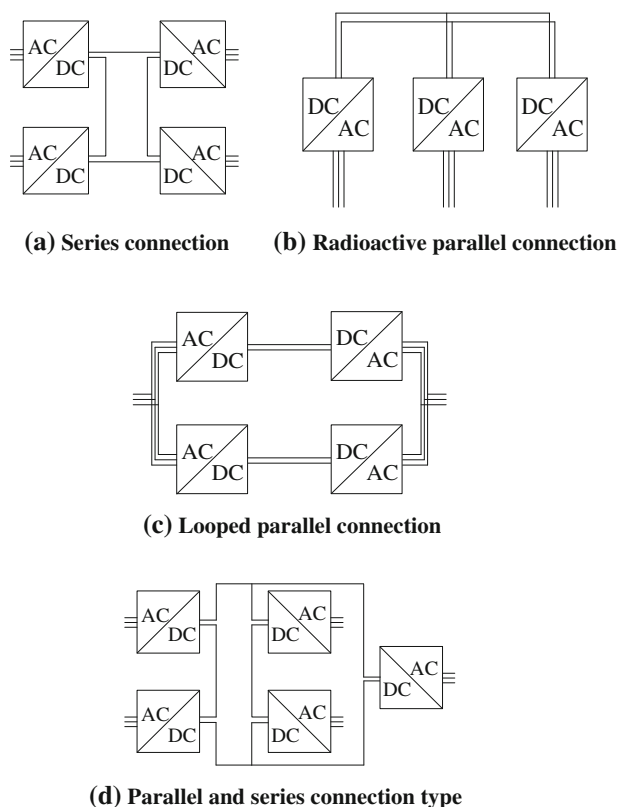 AC
DC
AC
DC
AC
DC
AC
DC
(a) Series connection
DC
AC
DC
AC
DC
AC
(b) Radioactive parallel connection
AC
DC
DC
AC
AC
DC
DC
AC
(c) Looped parallel connection
AC
DC
AC
DC
AC
DC
AC
DC
AC
DC
(d) Parallel and series connection type